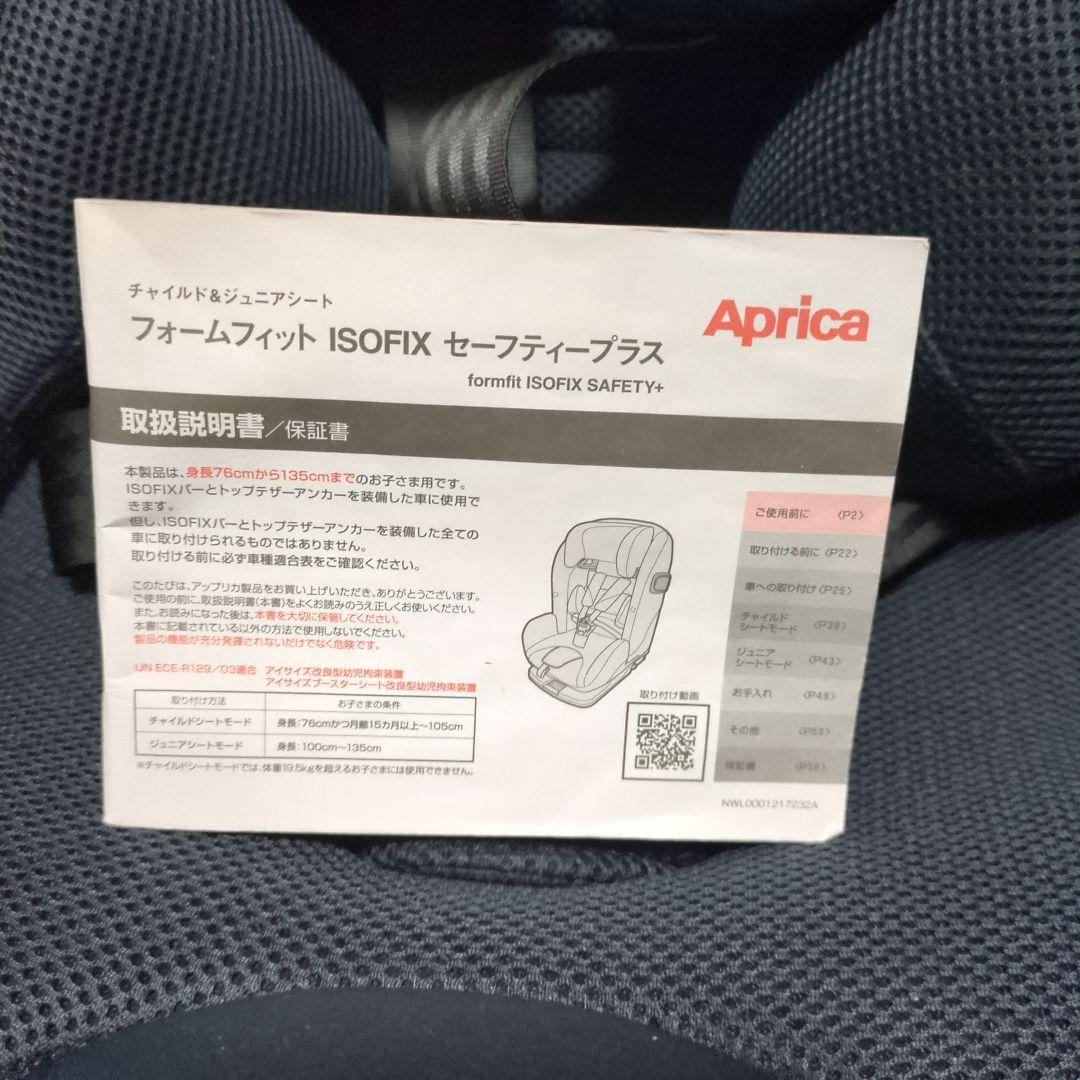 チャイルド&ジュニアシート
フォームフィット ISOFIX セーフティープラス
formfit ISOFIX SAFETY+
Aprica
取扱説明書/保証書
本製品は、身長76cmから135cmまでのお子さま用です。
ISOFIXバーとトップテザーアンカーを装備した車に使用で
きます。
但し、ISOFIXバーとトップテザーアンカーを装備した全ての
車に取り付けられるものではありません。
取り付ける前に必ず車種適合表をご確認ください。
このたびは、アップリカ製品をお買い上げいただき、ありがとうございます。
ご使用の前に、取扱説明書(本書)をよくお読みのうえ正しくお使いください。
また、お読みになった後は、本書を大切に保管してください。
本書に記載されている以外の方法で使用しないでください。
製品の機能が充分発揮されないだけでなく危険です。
UN ECE-R129/03適合 アイサイズ改良型幼児拘束装置
アイサイズブースターシート改良型幼児拘束装置
取り付け方法 お子さまの条件
チャイルドシートモード 身長:76cmかつ月齢15カ月以上～105cm
ジュニアシートモード 身長:100cm～135cm
※チャイルドシートモードでは、体重19.5kgを超えるお子さまには使用できません。
取り付け動画
ご使用前に 〈P2〉
取り付ける前に〈P22〉
車への取り付け〈P25〉
チャイルド
シートモード 〈P39〉
ジュニア
シートモード 〈P43〉
お手入れ 〈P49〉
その他 〈P53〉
保証書 〈P58〉
NWL0001217232A